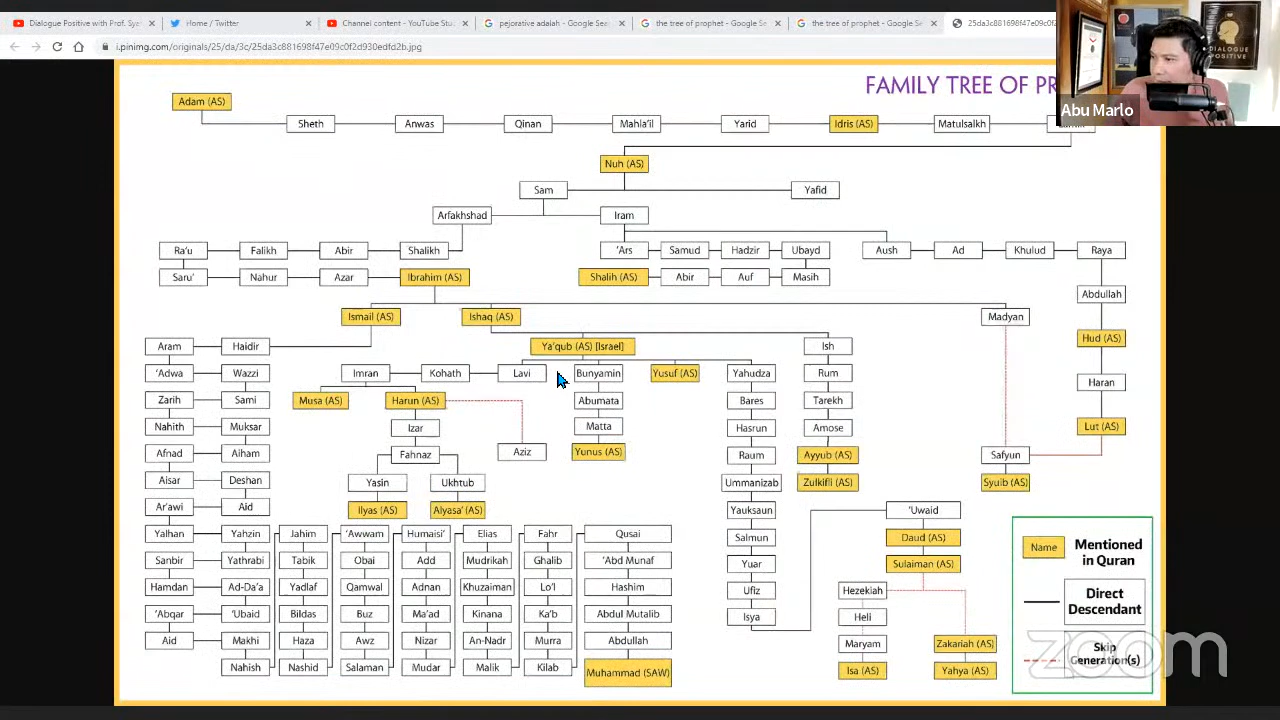 Dialogue Positive with Prof. Sya
Home / Twitter
Channel content - YouTube Stu
pejorative adalah - Google Sea
the tree of prophet - Google Se
the tree of prophet - Google Se
25da3c881698f47e09c0f2
i.pinimg.com/originals/25/da/3c/25da3c881698f47e09c0f2d930edfd2b.jpg
DIALOGUE
POSITIVE
Abu Marlo
FAMILY TREE OF PR
Adam (AS)
Sheth Anwas Qinan Mahla'il Yarid Idris (AS) Matulsalkh
Nuh (AS)
Sam Yafid
Arfakhshad Iram
Ra'u Falikh Abir Shalikh 'Ars Samud Hadzir Ubayd Aush Ad Khulud Raya
Saru' Nahur Azar Ibrahim (AS) Shalih (AS) Abir Auf Masih
Abdullah
Ismail (AS) Ishaq (AS) Madyan
Hud (AS)
Aram Haidir Ya'qub (AS) [Israel] Ish
'Adwa Wazzi Imran Kohath Lavi Bunyamin Yusuf (AS) Yahudza Rum
Haran
Zarih Sami Musa (AS) Harun (AS) Abumata Bares Tarekh
Nahith Muksar Izar Matta Hasrun Amose Lut (AS)
Afnad Aiham Fahnaz Aziz Yunus (AS) Raum Ayyub (AS) Safyun
Aisar Deshan Yasin Ukhtub Ummanizab Zulkifli (AS) Syuib (AS)
Ar'awi Aid Ilyas (AS) Alyasa' (AS) Yauksaun 'Uwaid
Yalhan Yahzin Jahim 'Awwam Humaisi' Elias Fahr Qusai Salmun Daud (AS)
Sanbir Yathrabi Tabik Obai Add Mudrikah Ghalib 'Abd Munaf Yuar Sulaiman (AS)
Hamdan Ad-Da'a Yadlaf Qamwal Adnan Khuzaiman Lo'I Hashim Ufiz Hezekiah
'Abqar 'Ubaid Bildas Buz Ma'ad Kinana Ka'b Abdul Mutalib Isya Heli
Aid Makhi Haza Awz Nizar An-Nadr Murra Abdullah Maryam Zakariah (AS)
Nahish Nashid Salaman Mudar Malik Kilab Muhammad (SAW) Isa (AS) Yahya (AS)
Name Mentioned
in Quran
Direct
Descendant
Skip
Generation(s)
zoom